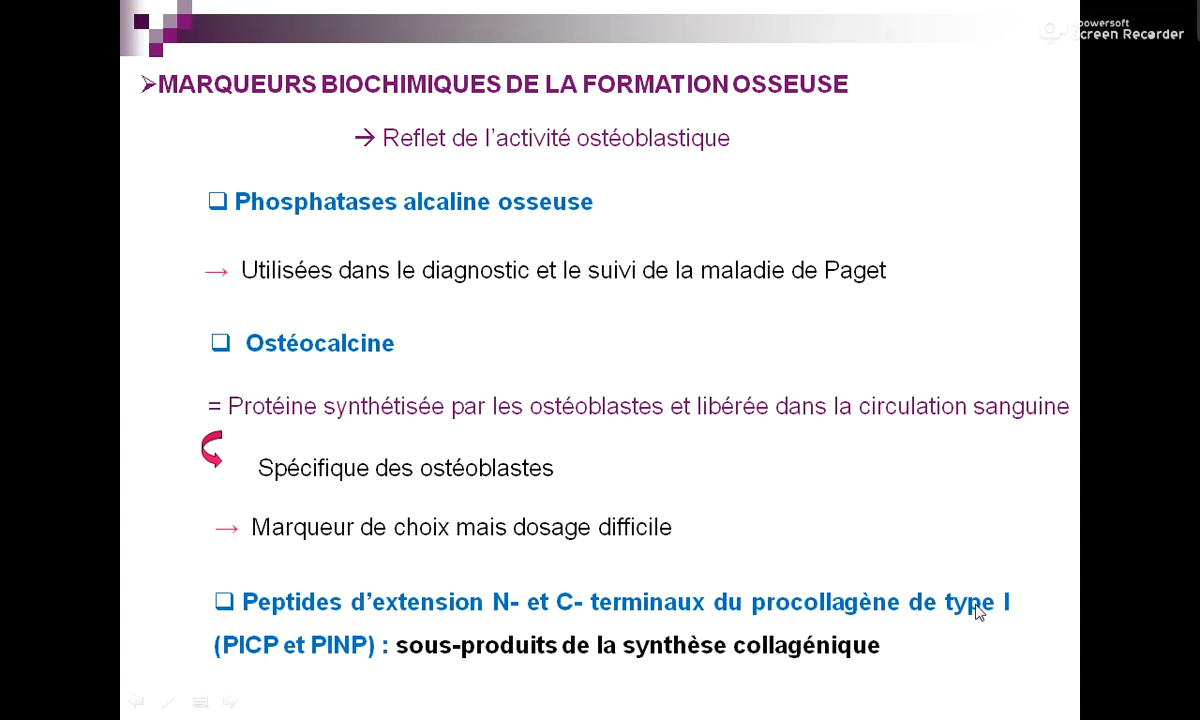 powersoft
Screen Recorder
➢MARQUEURS BIOCHIMIQUES DE LA FORMATION OSSEUSE
→ Reflet de l’activité ostéoblastique
❑ Phosphatases alcaline osseuse
→ Utilisées dans le diagnostic et le suivi de la maladie de Paget
❑ Ostéocalcine
= Protéine synthétisée par les ostéoblastes et libérée dans la circulation sanguine
Spécifique des ostéoblastes
→ Marqueur de choix mais dosage difficile
❑ Peptides d’extension N- et C- terminaux du procollagène de type I
(PICP et PINP) : sous-produits de la synthèse collagénique